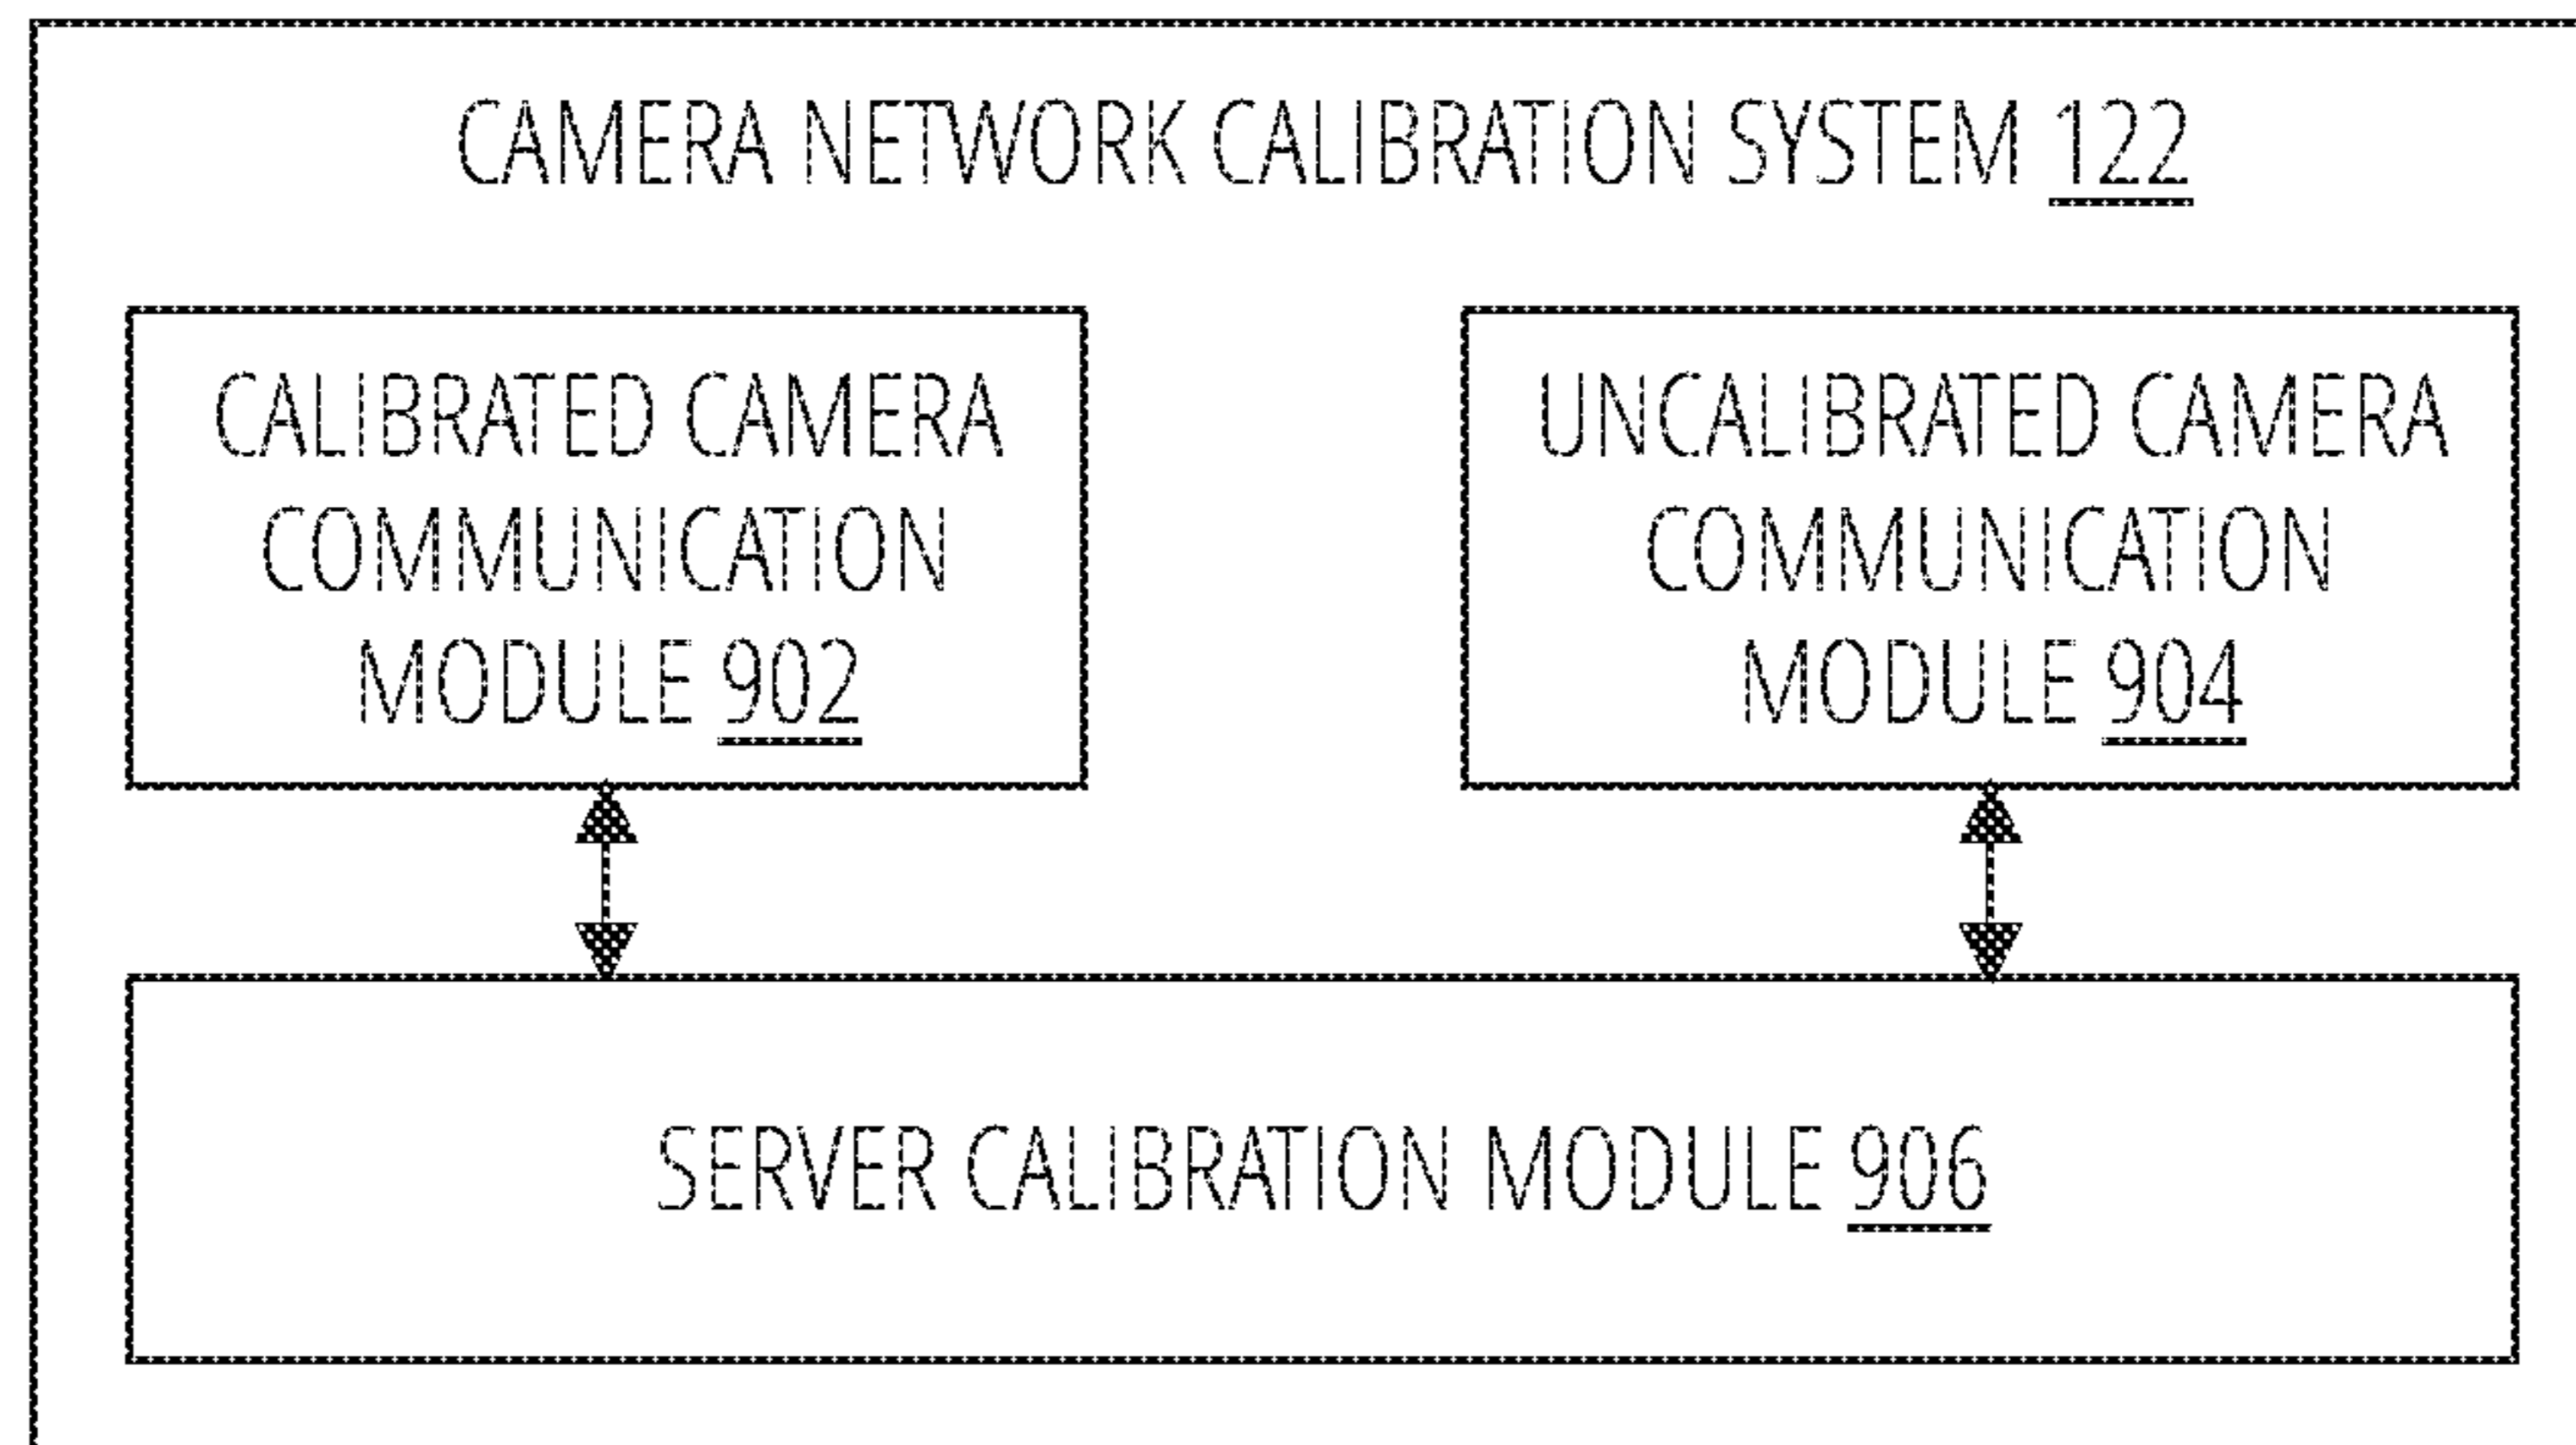 CAMERA NETWORK CALIBRATION SYSTEM 122
CALIBRATED CAMERA
COMMUNICATION
MODULE 902
UNCALIBRATED CAMERA
COMMUNICATION
MODULE 904
SERVER CALIBRATION MODULE 906